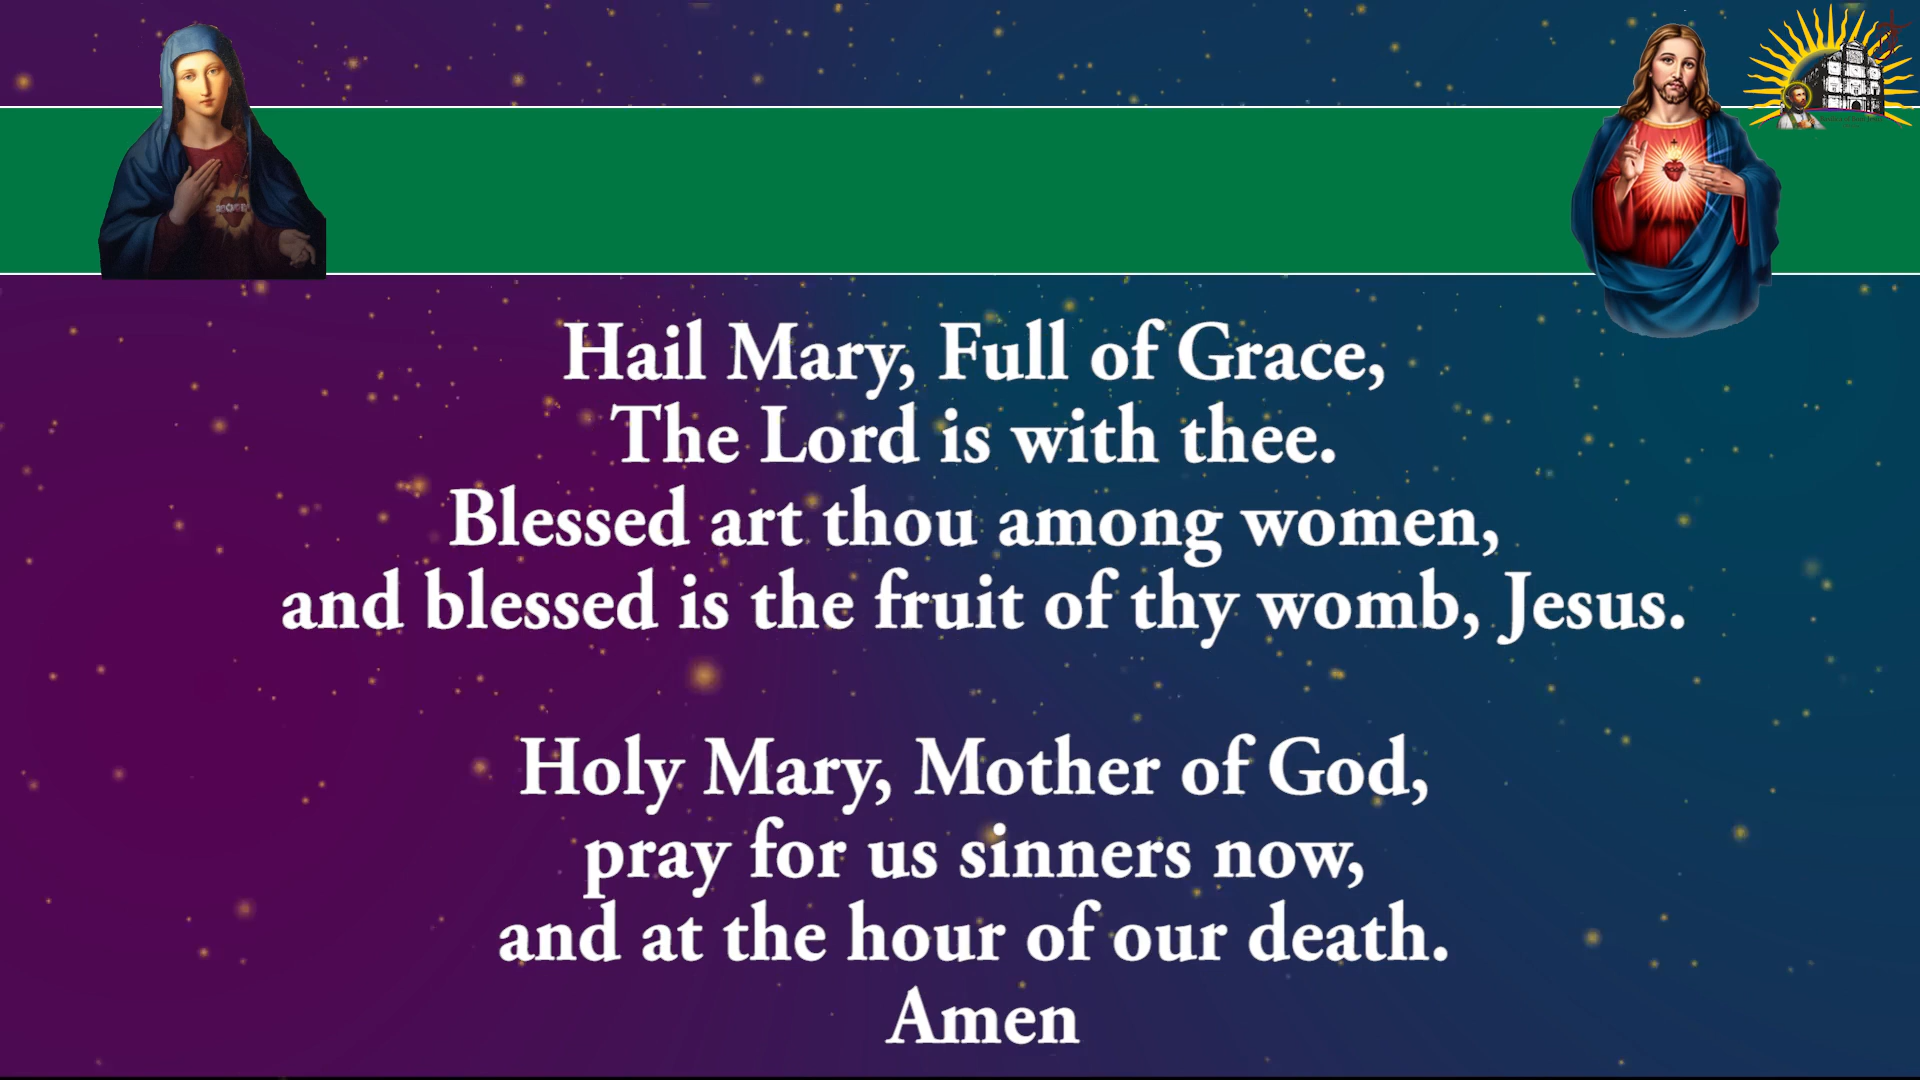 Hail Mary, Full of Grace,
The Lord is with thee.
Blessed art thou among women,
and blessed is the fruit of thy womb, Jesus.
Holy Mary, Mother of God,
pray for us sinners now,
and at the hour of our death.
Amen